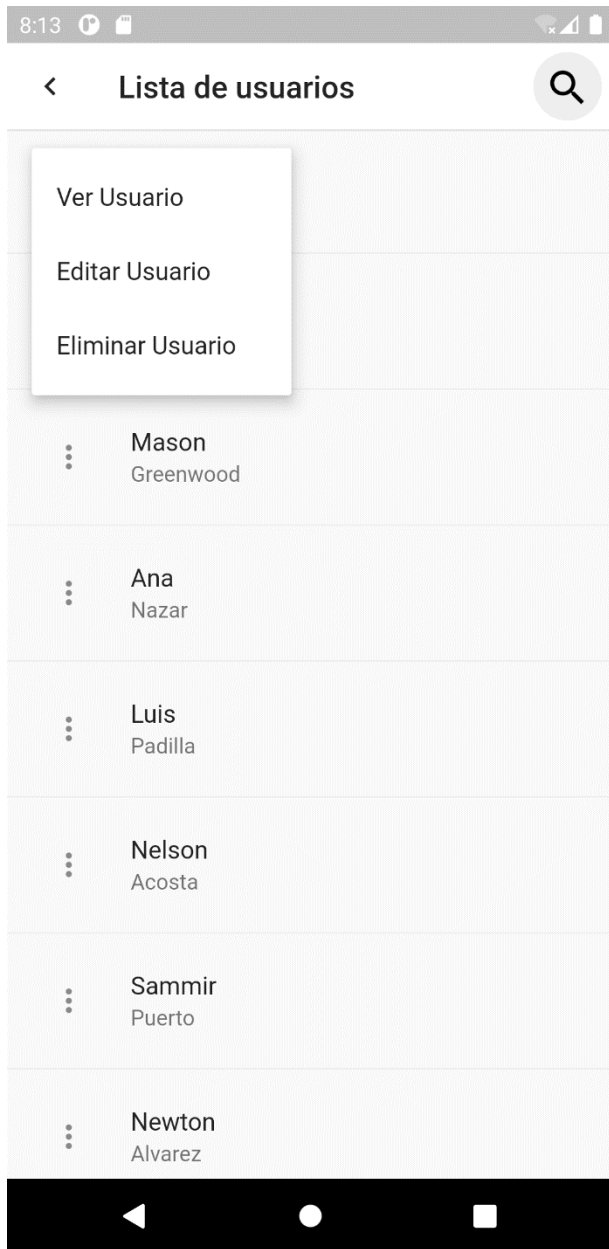 8:13
Lista de usuarios
Ver Usuario
Editar Usuario
Eliminar Usuario
Mason
Greenwood
Ana
Nazar
Luis
Padilla
Nelson
Acosta
Sammir
Puerto
Newton
Alvarez